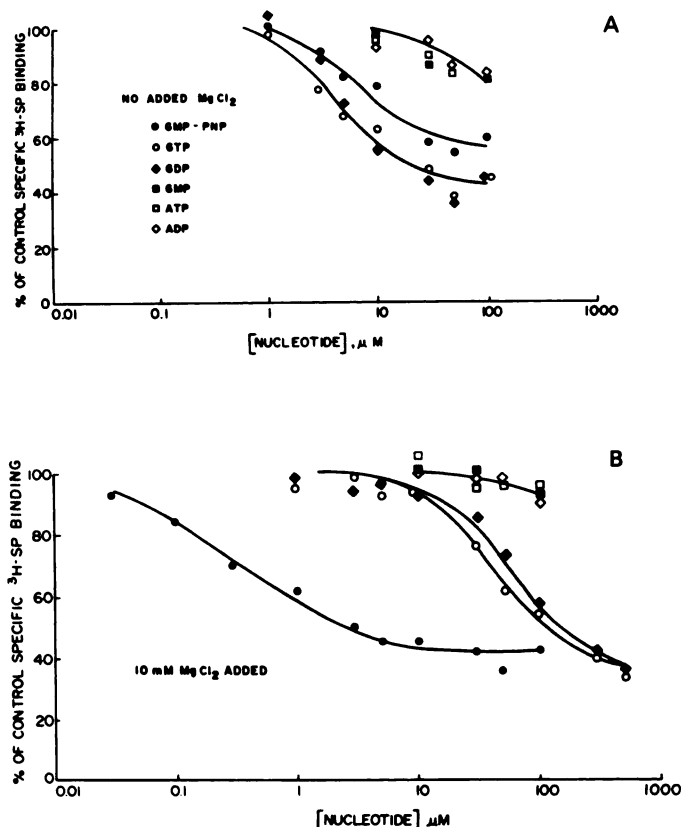 A
% OF CONTROL SPECIFIC ³H-SP BINDING
100
80
60
40
20
0
NO ADDED MgCl₂
● GMP-PNP
○ GTP
◆ GDP
■ GMP
□ ATP
◇ ADP
0.01 0.1 1 10 100 1000
[NUCLEOTIDE], μM
B
% OF CONTROL SPECIFIC ³H-SP BINDING
100
80
60
40
20
0
10 mM MgCl₂ ADDED
0.01 0.1 1 10 100 1000
[NUCLEOTIDE], μM